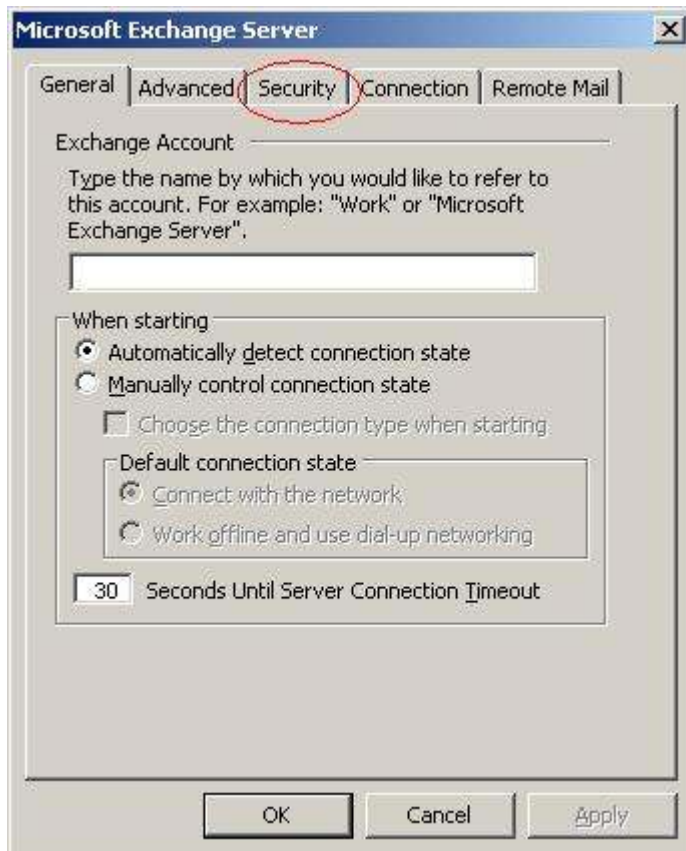 Microsoft Exchange Server
General Advanced Security Connection Remote Mail
Exchange Account
Type the name by which you would like to refer to
this account. For example: "Work" or "Microsoft
Exchange Server".
When starting
Automatically detect connection state
Manually control connection state
Choose the connection type when starting
Default connection state
Connect with the network
Work offline and use dial-up networking
30 Seconds Until Server Connection Timeout
OK Cancel Apply